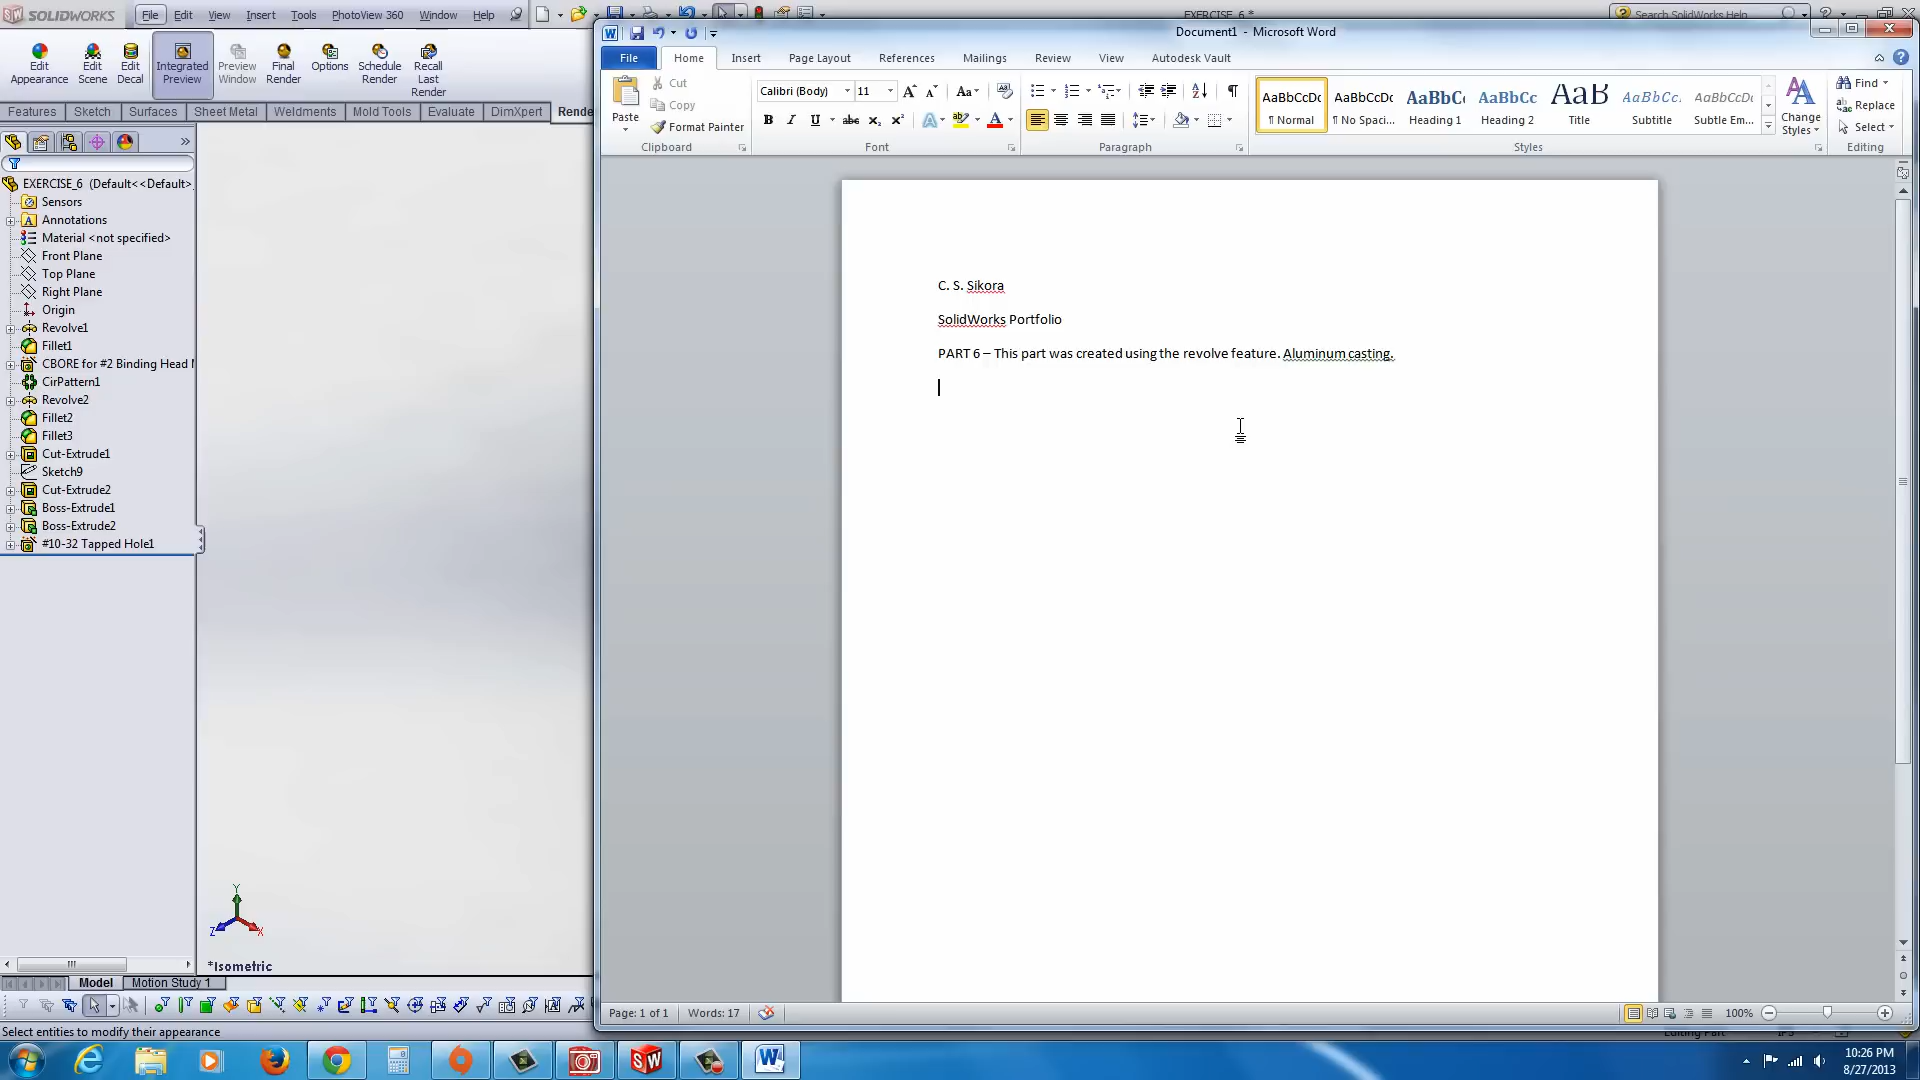 SOLIDWORKS File Edit View Insert Tools PhotoView 360 Window Help EXERCISE_6 * Search SolidWorks Help
Document1 - Microsoft Word
File Home Insert Page Layout References Mailings Review View Autodesk Vault
Edit Appearance Edit Scene Edit Decal Integrated Preview Preview Window Final Render Options Schedule Render Recall Last Render
Paste Cut Copy Format Painter
Calibri (Body) 11
AaBbCcDc AaBbCcDc AaBbC AaBbCc AaB AaBbCc. AaBbCcDc
Normal No Spaci... Heading 1 Heading 2 Title Subtitle Subtle Em... Change Styles
Find Replace Select
Clipboard Font Paragraph Styles Editing
Features Sketch Surfaces Sheet Metal Weldments Mold Tools Evaluate DimXpert Rende
EXERCISE_6 (Default<<Default>
Sensors
Annotations
Material <not specified>
Front Plane
Top Plane
Right Plane
Origin
Revolve1
Fillet1
CBORE for #2 Binding Head
CirPattern1
Revolve2
Fillet2
Fillet3
Cut-Extrude1
Sketch9
Cut-Extrude2
Boss-Extrude1
Boss-Extrude2
#10-32 Tapped Hole1
C. S. Sikora
SolidWorks Portfolio
PART 6 – This part was created using the revolve feature. Aluminum casting.
Y
Z X
*Isometric
Model Motion Study 1
Select entities to modify their appearance
Page: 1 of 1 Words: 17 100%
Editing Part IPS
10:26 PM
8/27/2013